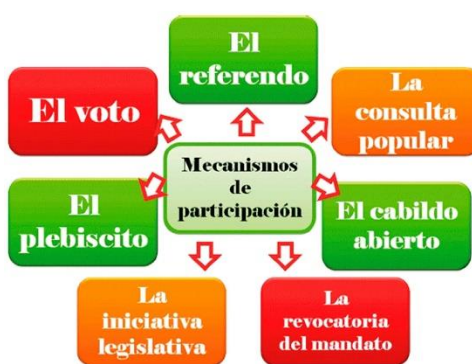 El
referendo
El voto
La
consulta
popular
Mecanismos
de
participación
El
plebiscito
El cabildo
abierto
La
iniciativa
legislativa
La
revocatoria
del mandato